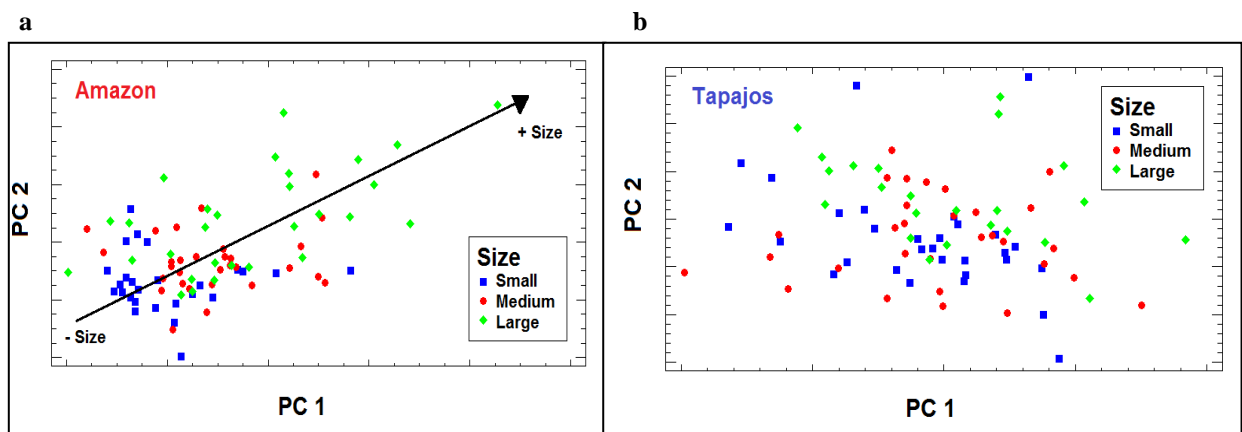 a
b
Amazon
+ Size
- Size
Size
Small
Medium
Large
PC 2
PC 1
Tapajos
Size
Small
Medium
Large
PC 2
PC 1